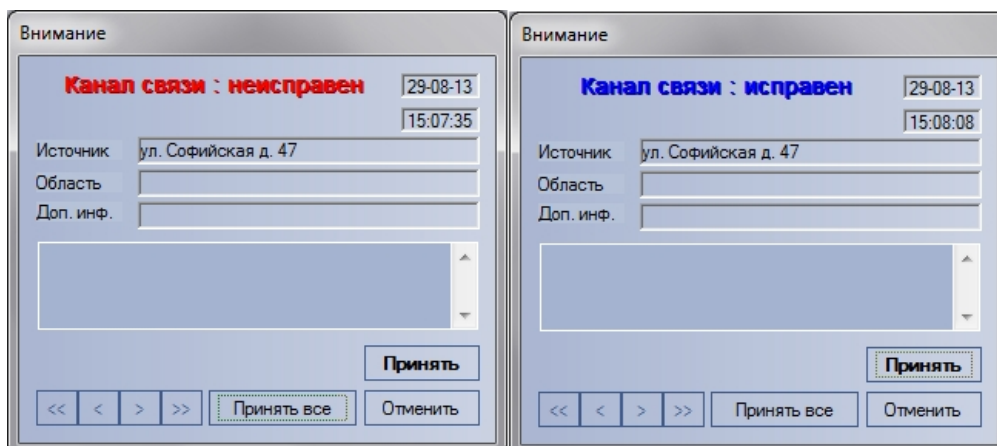 Внимание
Канал связи : неисправен
29-08-13
15:07:35
Источник
ул. Софийская д. 47
Область
Доп. инф.
Принять
<<
<
>
>>
Принять все
Отменить
Внимание
Канал связи : исправен
29-08-13
15:08:08
Источник
ул. Софийская д. 47
Область
Доп. инф.
Принять
<<
<
>
>>
Принять все
Отменить